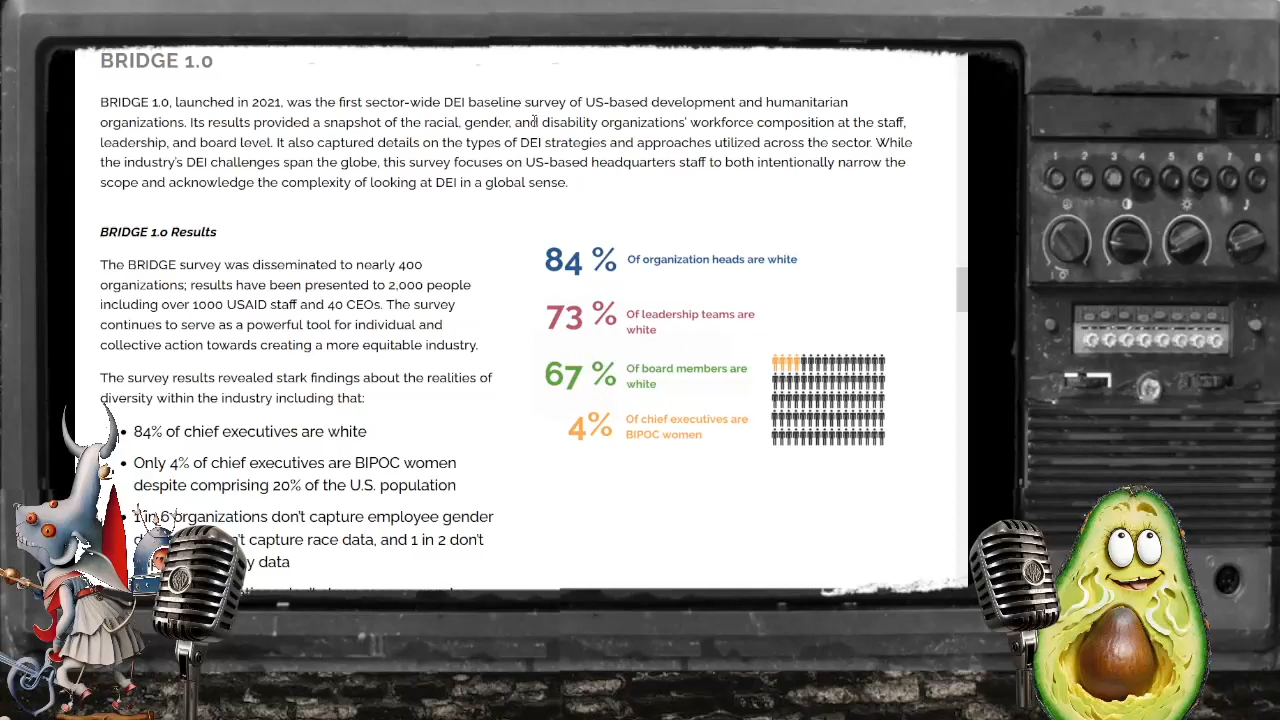 BRIDGE 1.0
BRIDGE 1.0, launched in 2021, was the first sector-wide DEI baseline survey of US-based development and humanitarian
organizations. Its results provided a snapshot of the racial, gender, and disability organizations' workforce composition at the staff,
leadership, and board level. It also captured details on the types of DEI strategies and approaches utilized across the sector. While
the industry's DEI challenges span the globe, this survey focuses on US-based headquarters staff to both intentionally narrow the
scope and acknowledge the complexity of looking at DEI in a global sense.
BRIDGE 1.0 Results
The BRIDGE survey was disseminated to nearly 400
organizations; results have been presented to 2,000 people
including over 1000 USAID staff and 40 CEOs. The survey
continues to serve as a powerful tool for individual and
collective action towards creating a more equitable industry.
The survey results revealed stark findings about the realities of
diversity within the industry including that:
• 84% of chief executives are white
• Only 4% of chief executives are BIPOC women
despite comprising 20% of the U.S. population
• 1 in 6 organizations don't capture employee gender
capture race data, and 1 in 2 don't
data
84 % Of organization heads are white
73 % Of leadership teams are
white
67 % Of board members are
white
4% Of chief executives are
BIPOC women
1 2 3 4 5 6 7 8